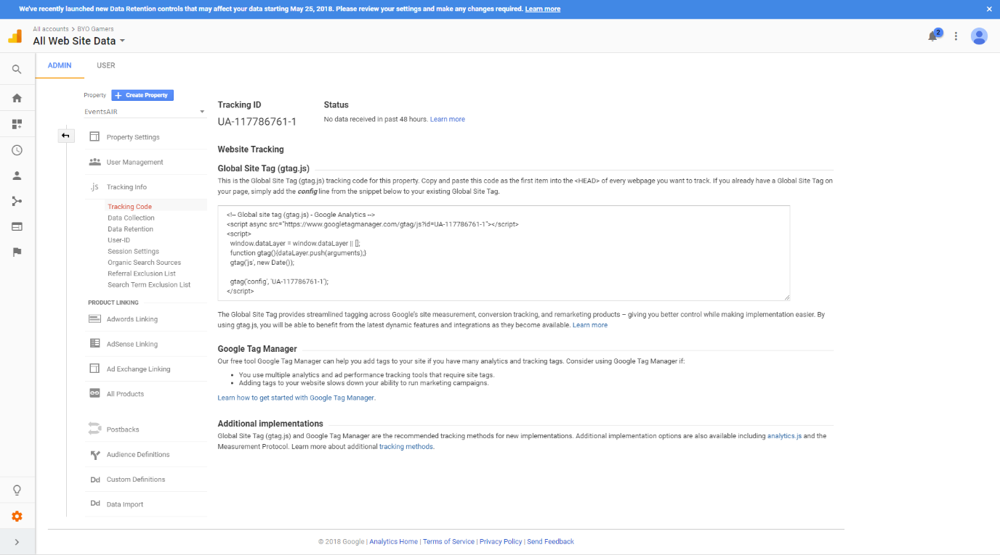 We've recently launched new Data Retention controls that may affect your data starting May 25, 2018. Please review your settings and make any changes required. Learn more
All accounts > BYO Gamers
All Web Site Data
2
ADMIN
USER
Property
Create Property
EventsAIR
Property Settings
User Management
.js
Tracking Info
Tracking Code
Data Collection
Data Retention
User-ID
Session Settings
Organic Search Sources
Referral Exclusion List
Search Term Exclusion List
PRODUCT LINKING
Adwords Linking
AdSense Linking
Ad Exchange Linking
All Products
Postbacks
Audience Definitions
Dd
Custom Definitions
Dd
Data Import
Tracking ID
UA-117786761-1
Status
No data received in past 48 hours. Learn more
Website Tracking
Global Site Tag (gtag.js)
This is the Global Site Tag (gtag.js) tracking code for this property. Copy and paste this code as the first item into the <HEAD> of every webpage you want to track. If you already have a Global Site Tag on
your page, simply add the config line from the snippet below to your existing Global Site Tag.
<!-- Global site tag (gtag.js) - Google Analytics -->
<script async src="https://www.googletagmanager.com/gtag/js?id=UA-117786761-1"></script>
<script>
window.dataLayer = window.dataLayer || [];
function gtag(){dataLayer.push(arguments);}
gtag('js', new Date());
gtag('config', 'UA-117786761-1');
</script>
The Global Site Tag provides streamlined tagging across Google's site measurement, conversion tracking, and remarketing products – giving you better control while making implementation easier. By
using gtag.js, you will be able to benefit from the latest dynamic features and integrations as they become available. Learn more
Google Tag Manager
Our free tool Google Tag Manager can help you add tags to your site if you have many analytics and tracking tags. Consider using Google Tag Manager if:
• You use multiple analytics and ad performance tracking tools that require site tags.
• Adding tags to your website slows down your ability to run marketing campaigns.
Learn how to get started with Google Tag Manager.
Additional implementations
Global Site Tag (gtag.js) and Google Tag Manager are the recommended tracking methods for new implementations. Additional implementation options are also available including analytics.js and the
Measurement Protocol. Learn more about additional tracking methods.
© 2018 Google | Analytics Home | Terms of Service | Privacy Policy | Send Feedback